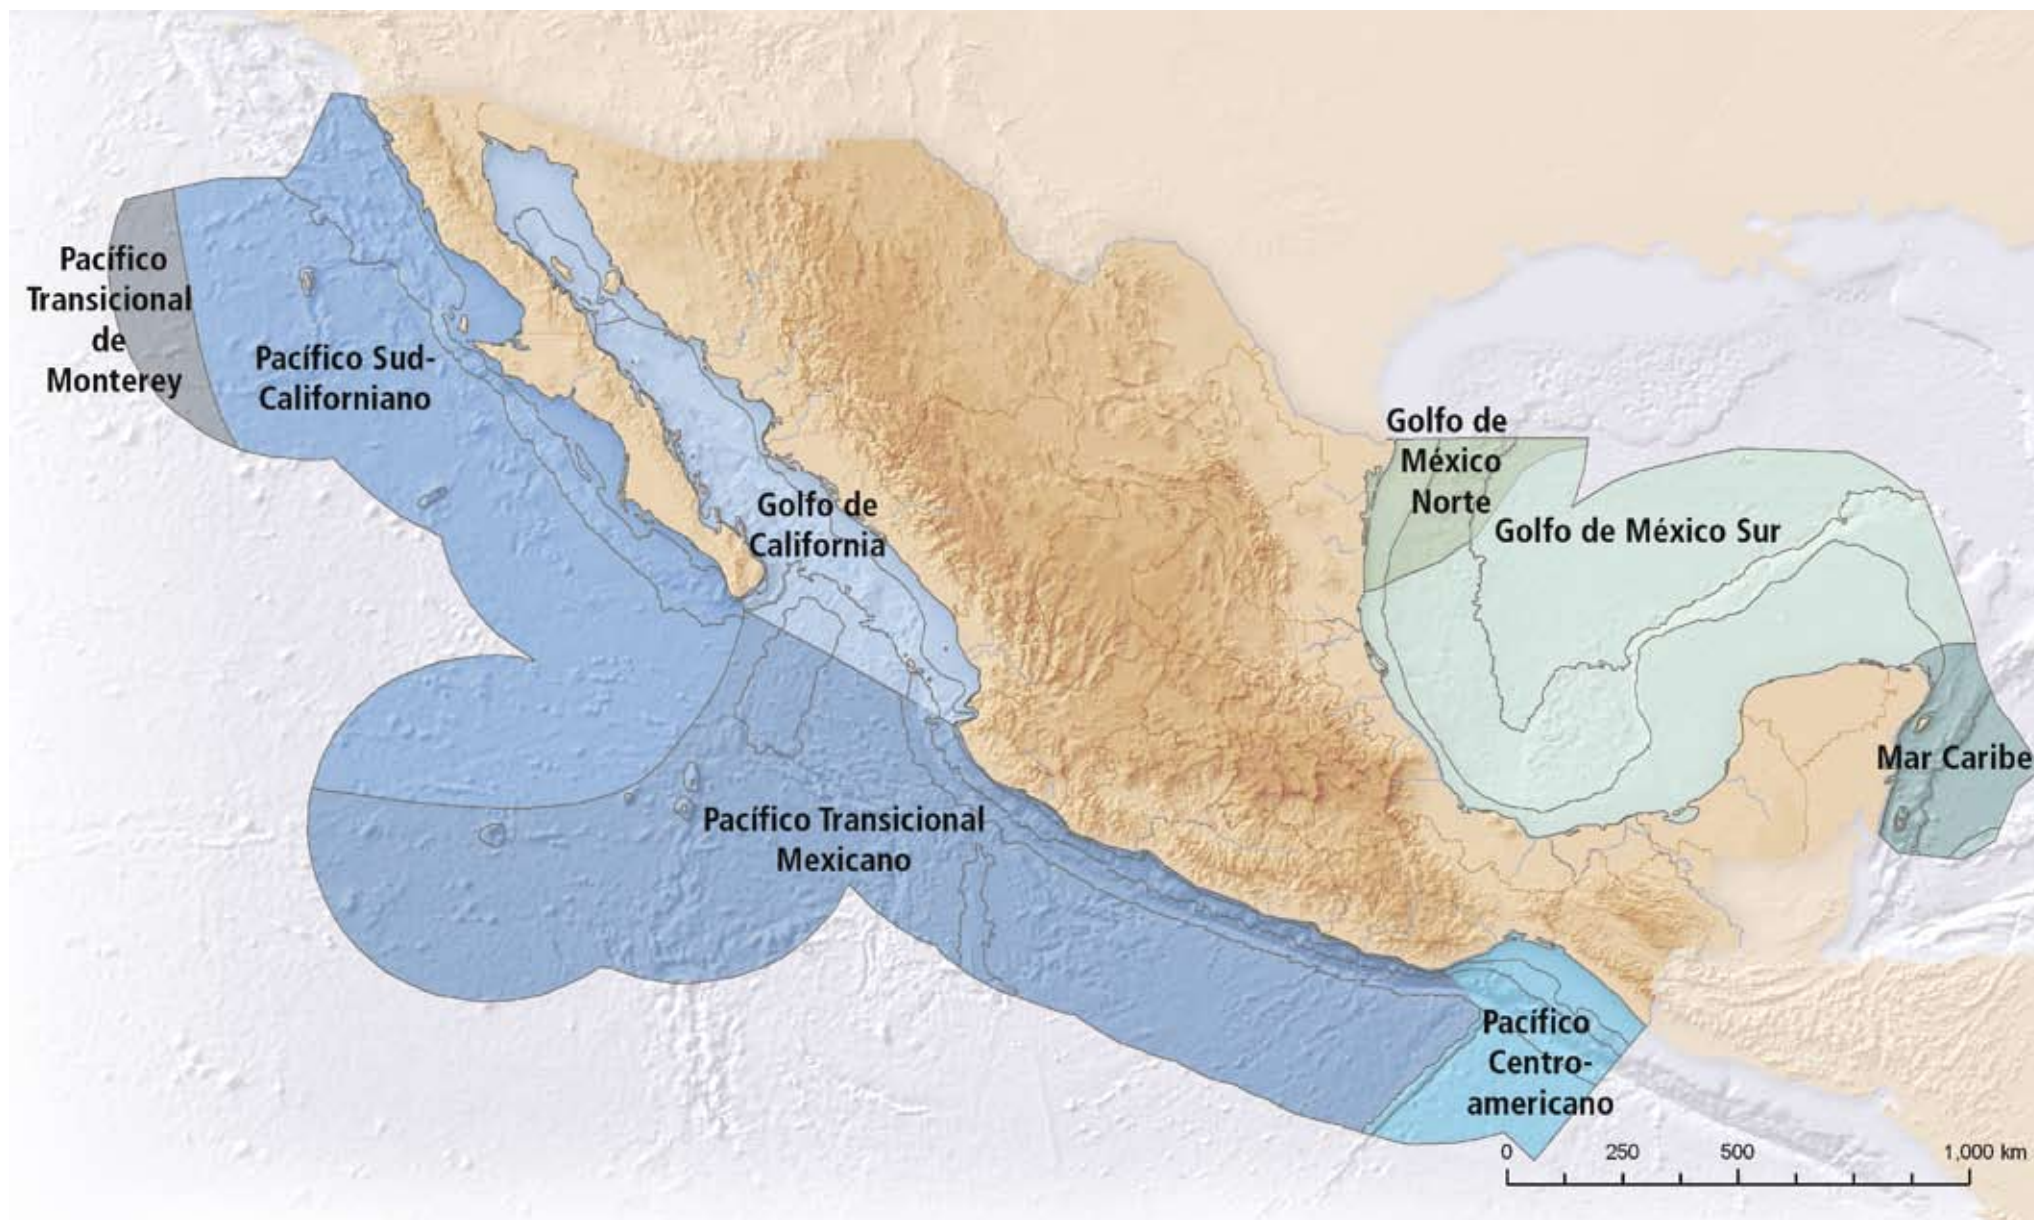 Pacífico
Transicional
de
Monterey
Pacífico Sud-
Californiano
Golfo de
California
Golfo de
México
Norte
Golfo de México Sur
Mar Caribe
Pacífico Transicional
Mexicano
Pacífico
Centro-
americano
0 250 500 1,000 km